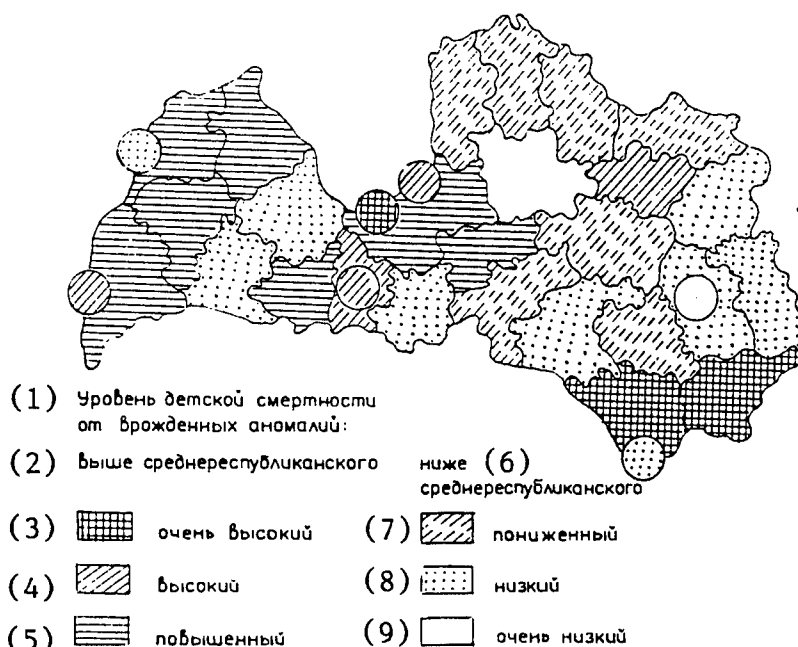 (1) Уровень детской смертности
от врожденных аномалий:
(2) выше среднереспубликанского ниже (6)
среднереспубликанского
(3) очень высокий (7) пониженный
(4) высокий (8) низкий
(5) повышенный (9) очень низкий